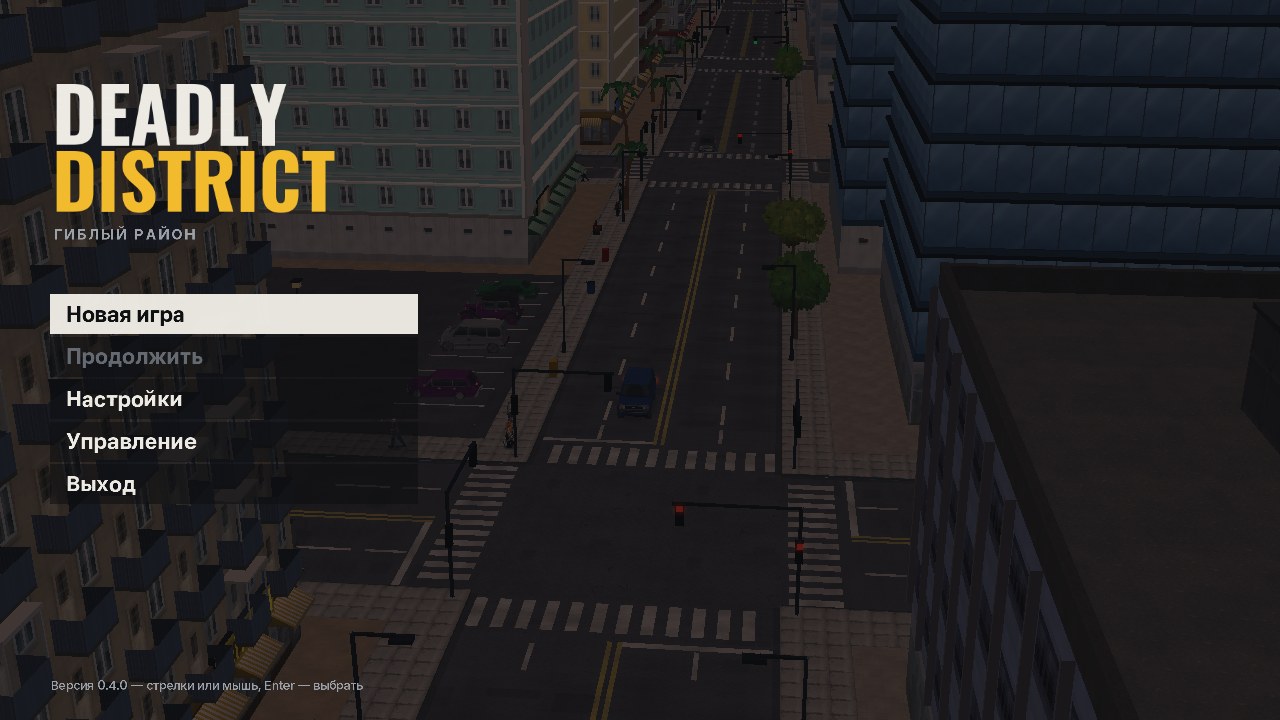 DEADLY
DISTRICT
ГИБЛЫЙ РАЙОН
Новая игра
Продолжить
Настройки
Управление
Выход
Версия 0.4.0 — стрелки или мышь, Enter — выбрать